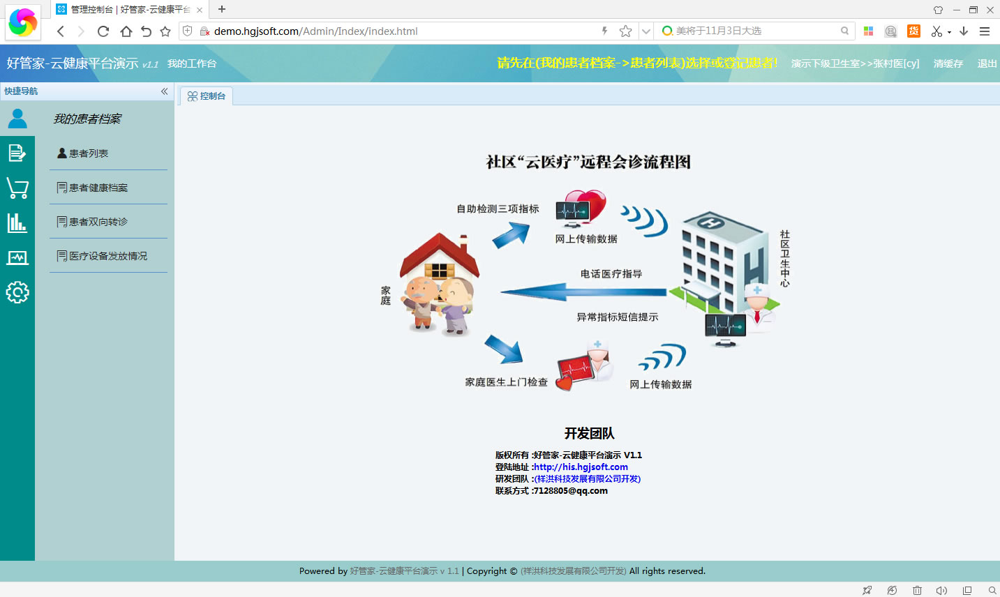 管理控制台 | 好管家-云健康平台
demo.hgjsoft.com/Admin/Index/index.html
美将于11月3日大选
货
好管家-云健康平台演示 v1.1 我的工作台
请先在(我的患者档案->患者列表)选择或登记患者!
演示下级卫生室>>张村医[cy] 清缓存 退出
快捷导航
控制台
我的患者档案
患者列表
患者健康档案
患者双向转诊
医疗设备发放情况
社区“云医疗”远程会诊流程图
自助检测三项指标
网上传输数据
社区卫生中心
电话医疗指导
家庭
异常指标短信提示
家庭医生上门检查
网上传输数据
开发团队
版权所有 :好管家-云健康平台演示 V1.1
登陆地址 :http://his.hgjsoft.com
研发团队 :(祥洪科技发展有限公司开发)
联系方式 :7128805@qq.com
Powered by 好管家-云健康平台演示 v 1.1 | Copyright © (祥洪科技发展有限公司开发) All rights reserved.